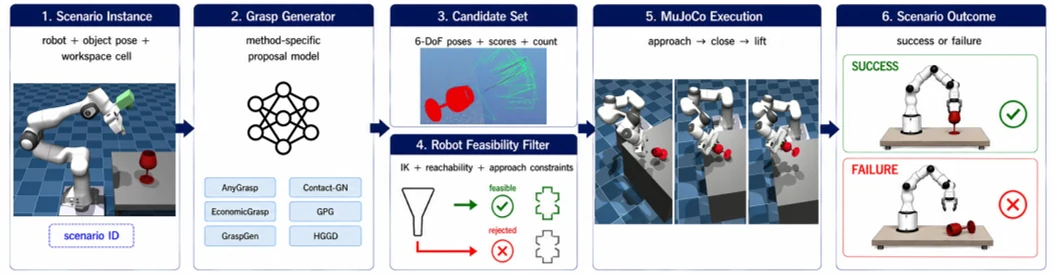 1. Scenario Instance
robot + object pose +
workspace cell
scenario ID
2. Grasp Generator
method-specific
proposal model
AnyGrasp
Contact-GN
EconomicGrasp
GPG
GraspGen
HGGD
3. Candidate Set
6-DoF poses + scores + count
4. Robot Feasibility Filter
IK + reachability + approach constraints
feasible
rejected
5. MuJoCo Execution
approach → close → lift
6. Scenario Outcome
success or failure
SUCCESS
FAILURE